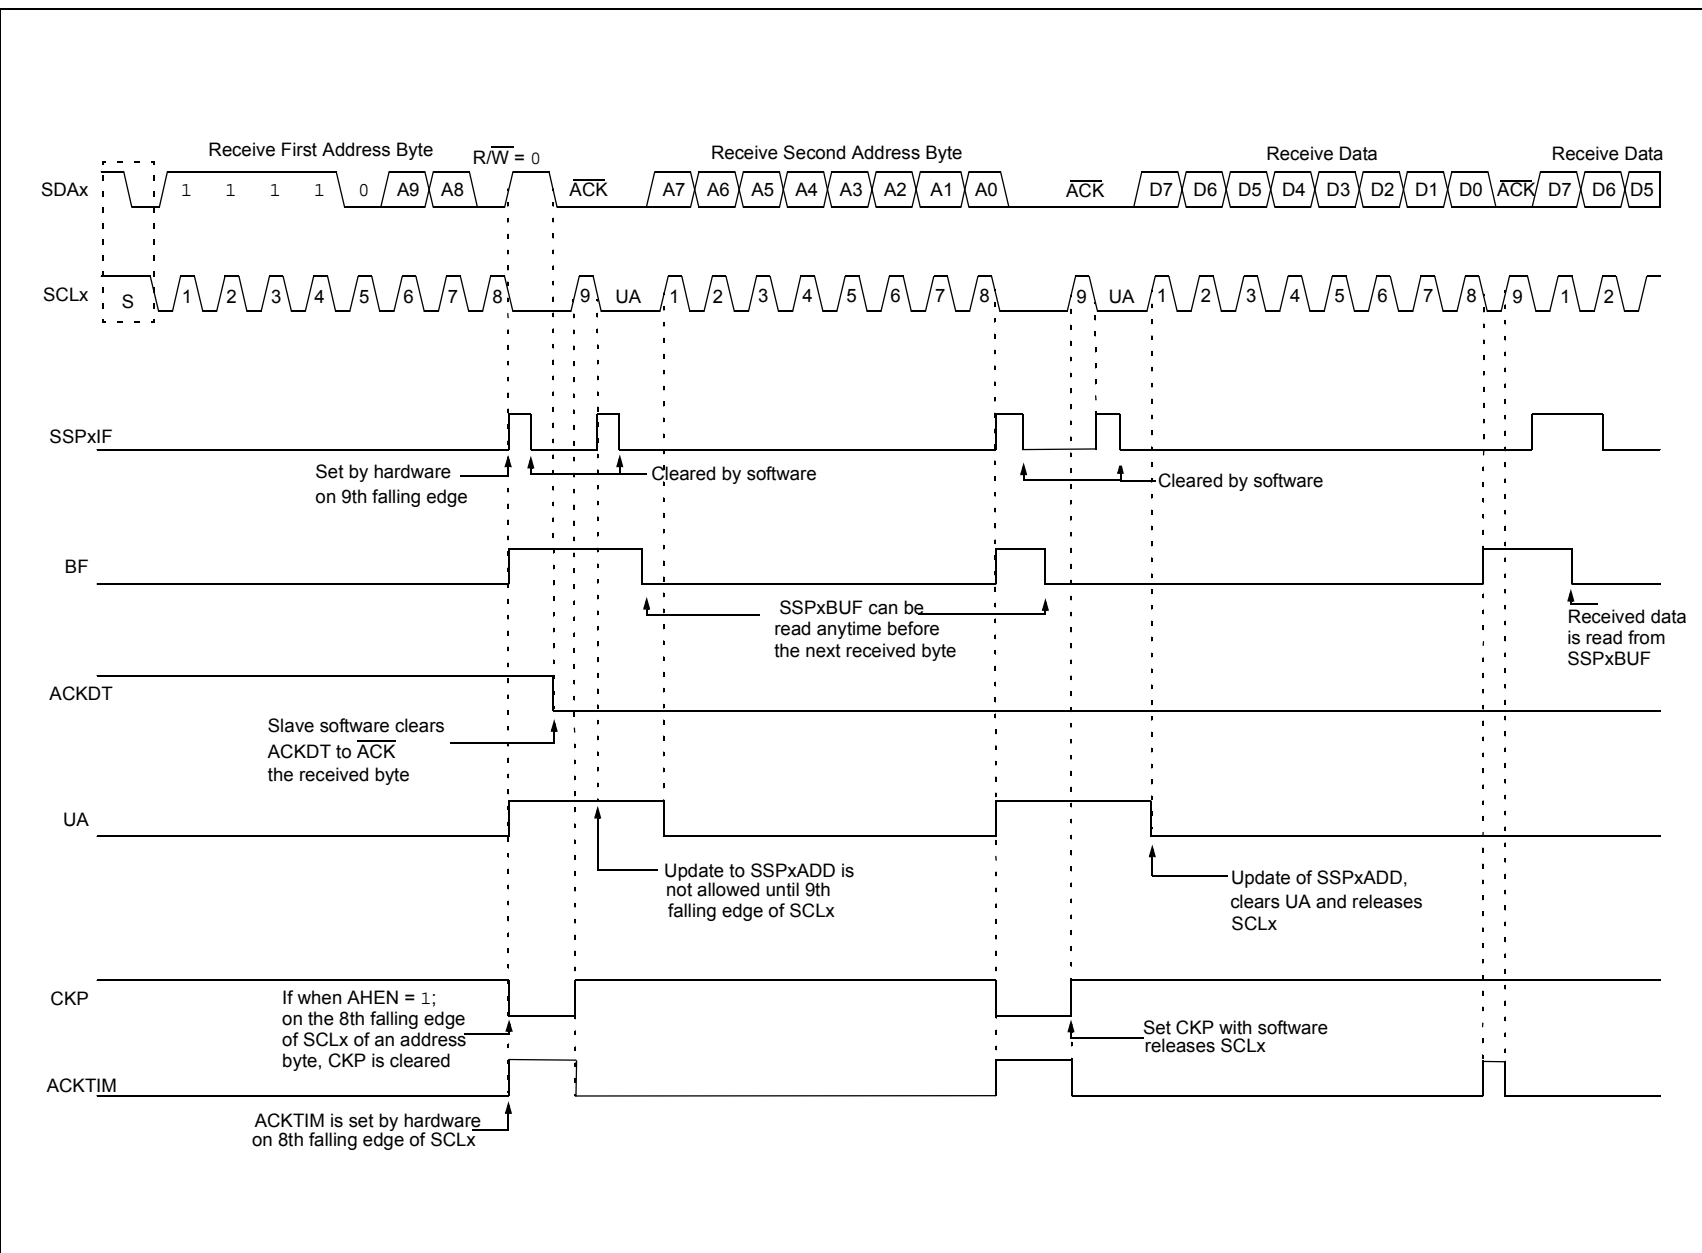 Receive First Address Byte
R/W = 0
Receive Second Address Byte
Receive Data
Receive Data
SDAx
1 1 1 1 0 A9 A8 ACK A7 A6 A5 A4 A3 A2 A1 A0 ACK D7 D6 D5 D4 D3 D2 D1 D0 ACK D7 D6 D5
SCLx
S 1 2 3 4 5 6 7 8 9 UA 1 2 3 4 5 6 7 8 9 UA 1 2 3 4 5 6 7 8 9 1 2
SSPxIF
Set by hardware
on 9th falling edge
Cleared by software
Cleared by software
BF
SSPxBUF can be
read anytime before
the next received byte
Received data
is read from
SSPxBUF
ACKDT
Slave software clears
ACKDT to ACK
the received byte
UA
Update to SSPxADD is
not allowed until 9th
falling edge of SCLx
Update of SSPxADD,
clears UA and releases
SCLx
CKP
If when AHEN = 1;
on the 8th falling edge
of SCLx of an address
byte, CKP is cleared
Set CKP with software
releases SCLx
ACKTIM
ACKTIM is set by hardware
on 8th falling edge of SCLx